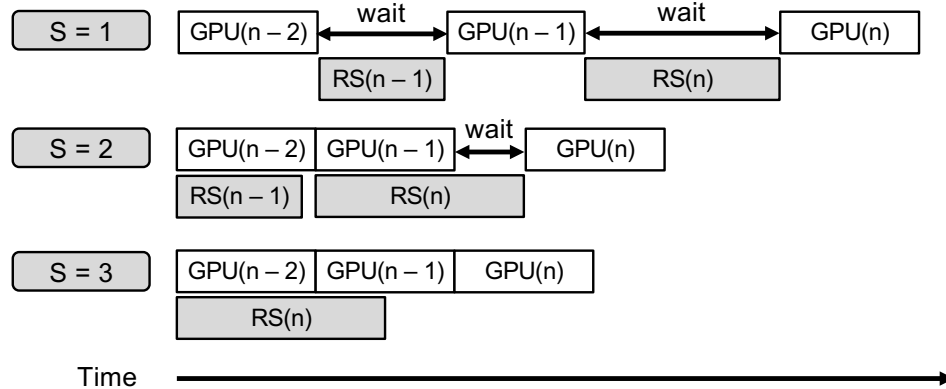 wait wait
S = 1 GPU(n – 2) GPU(n – 1) GPU(n)
RS(n – 1) RS(n)
wait
S = 2 GPU(n – 2) GPU(n – 1) GPU(n)
RS(n – 1) RS(n)
S = 3 GPU(n – 2) GPU(n – 1) GPU(n)
RS(n)
Time